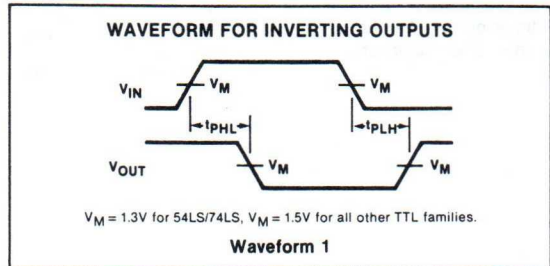 WAVEFORM FOR INVERTING OUTPUTS
VIN
VM
VM
tPHL
tPLH
VOUT
VM
VM
VM = 1.3V for 54LS/74LS, VM = 1.5V for all other TTL families.
Waveform 1